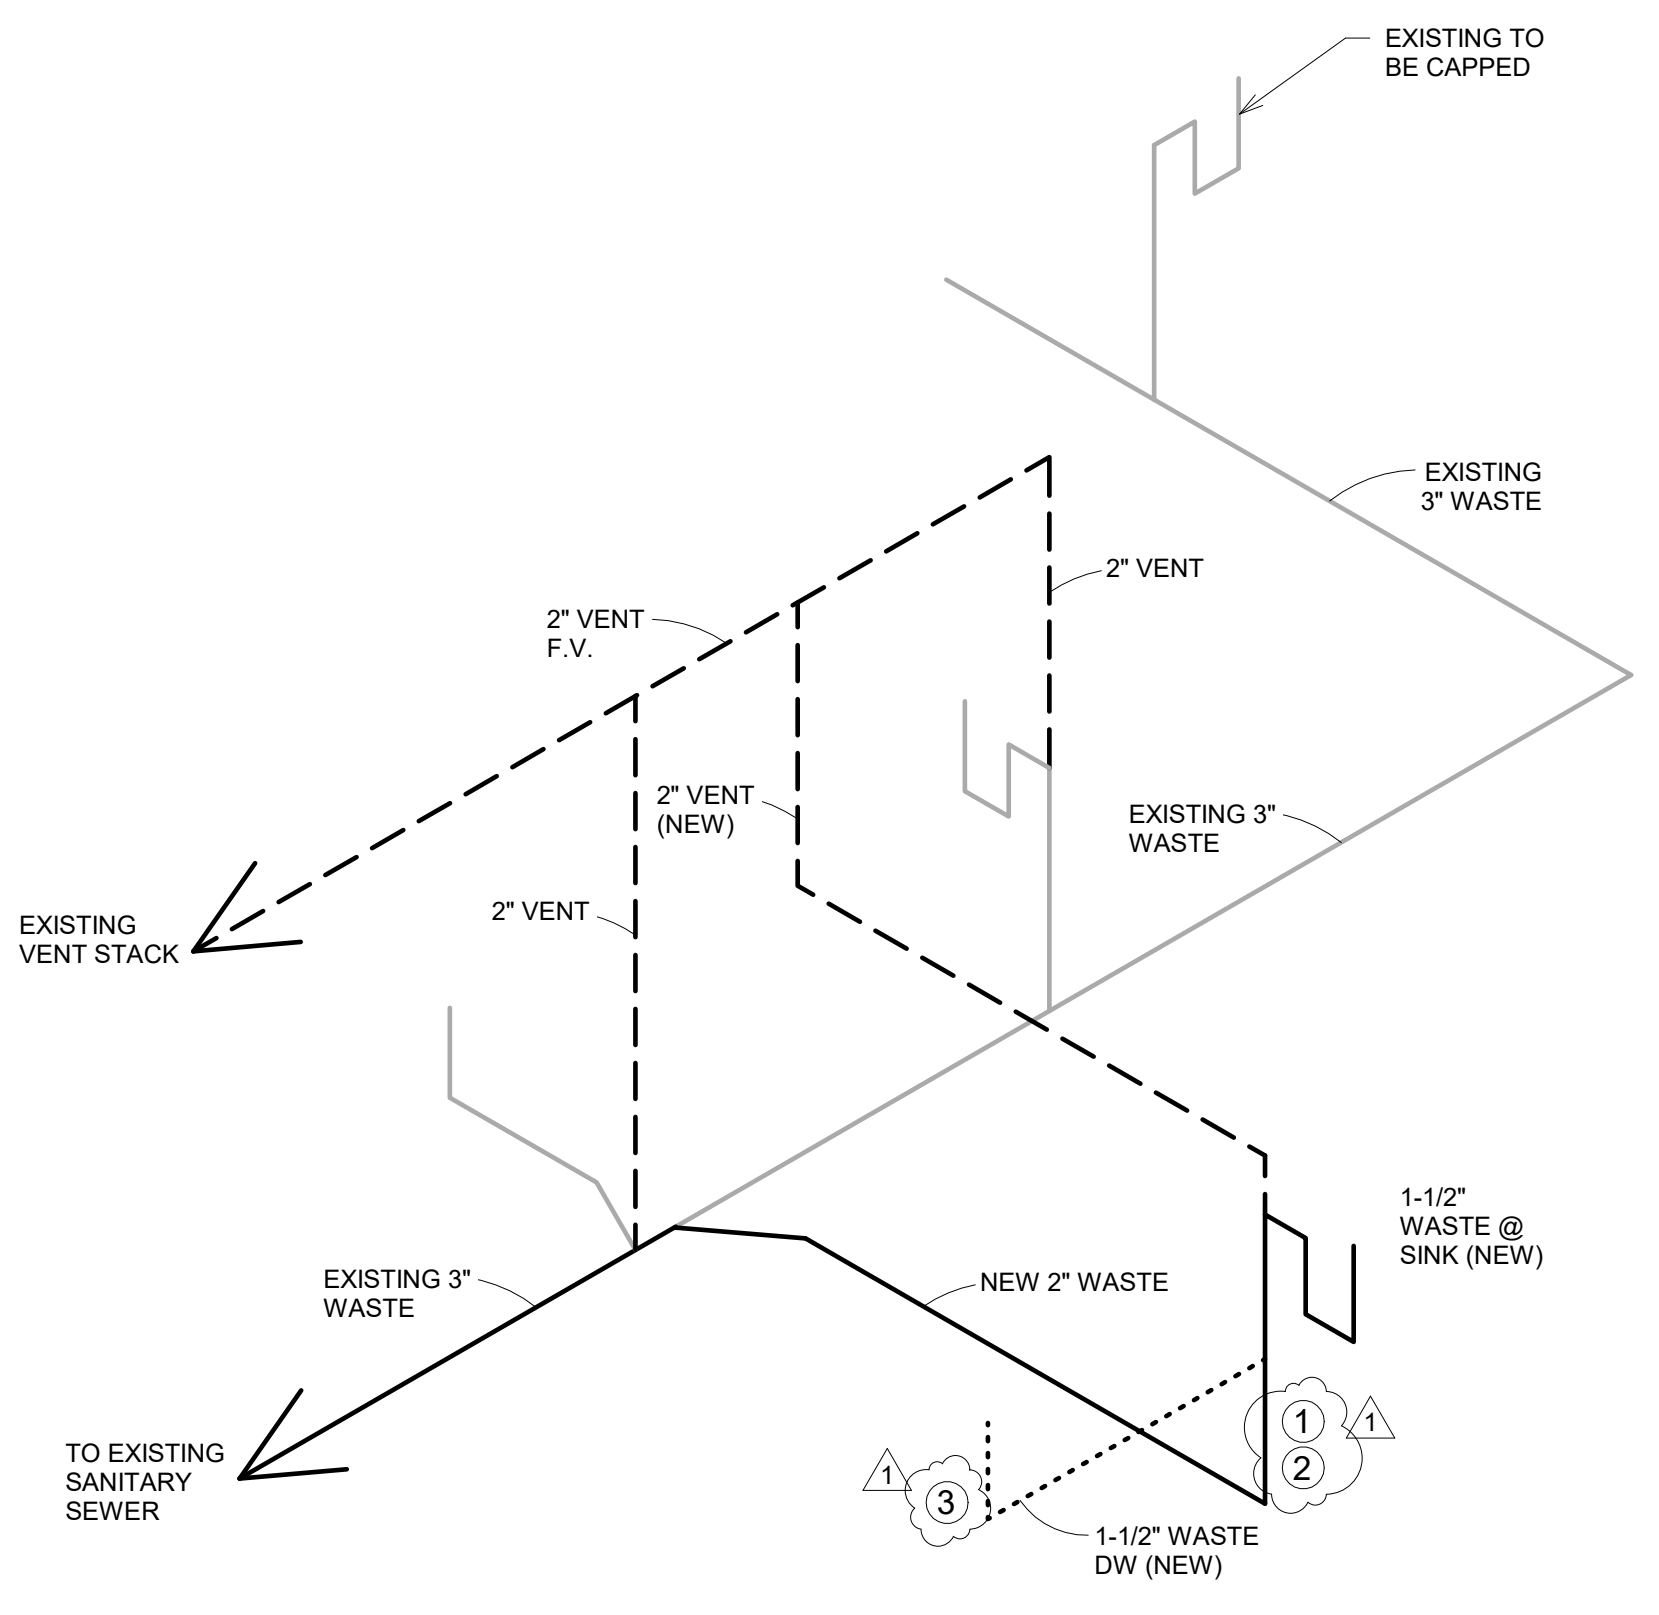 EXISTING TO
BE CAPPED
EXISTING
3" WASTE
2" VENT
2" VENT
F.V.
2" VENT
(NEW)
EXISTING 3"
WASTE
2" VENT
EXISTING
VENT STACK
1-1/2"
WASTE @
SINK (NEW)
EXISTING 3"
WASTE
NEW 2" WASTE
TO EXISTING
SANITARY
SEWER
1
1
2
1
3
1-1/2" WASTE
DW (NEW)